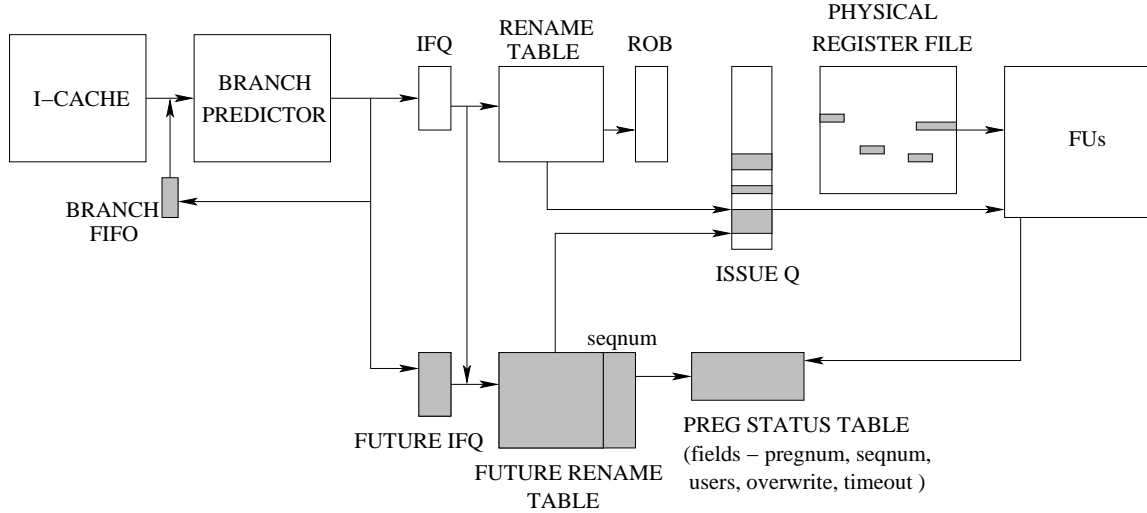 I–CACHE
BRANCH
PREDICTOR
BRANCH
FIFO
IFQ
RENAME
TABLE
ROB
ISSUE Q
PHYSICAL
REGISTER FILE
FUs
FUTURE IFQ
seqnum
FUTURE RENAME
TABLE
PREG STATUS TABLE
(fields – pregnum, seqnum,
users, overwrite, timeout )